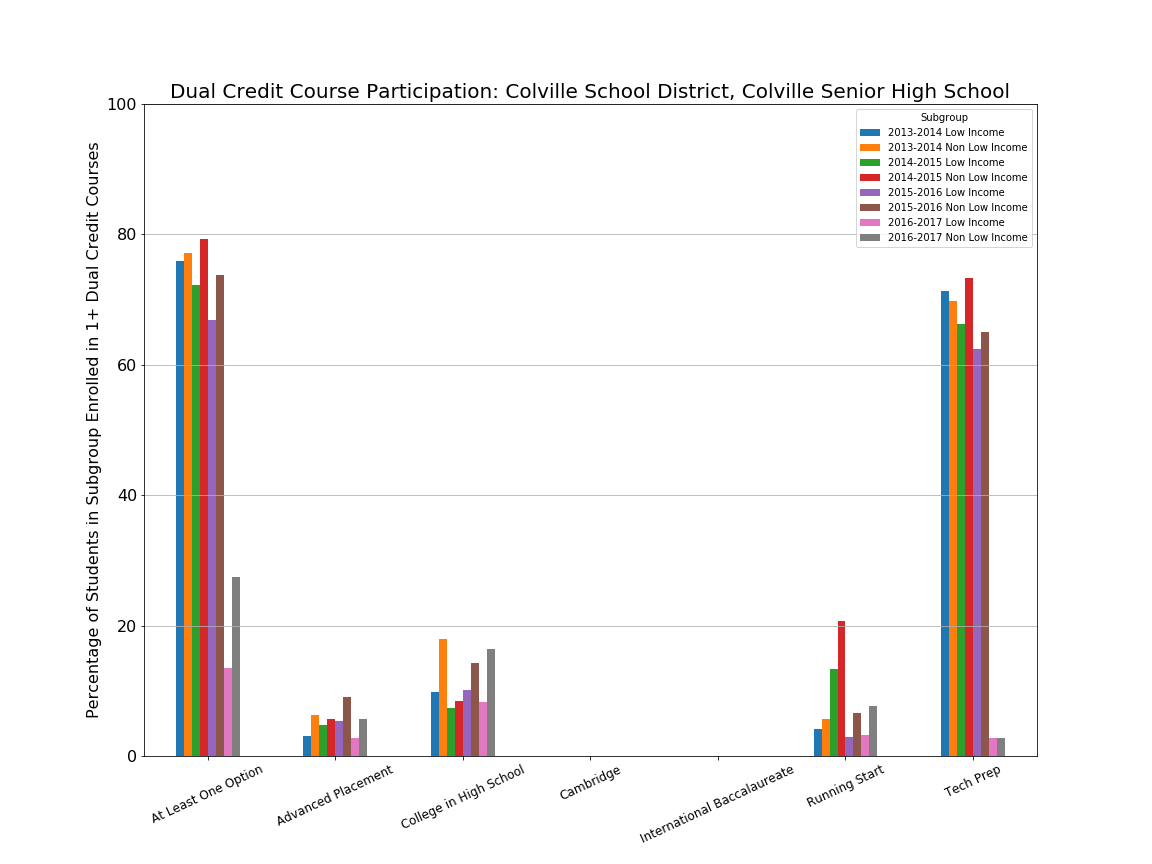 Dual Credit Course Participation: Colville School District, Colville Senior High School
Percentage of Students in Subgroup Enrolled in 1+ Dual Credit Courses
100
80
60
40
20
0
Subgroup
2013-2014 Low Income
2013-2014 Non Low Income
2014-2015 Low Income
2014-2015 Non Low Income
2015-2016 Low Income
2015-2016 Non Low Income
2016-2017 Low Income
2016-2017 Non Low Income
At Least One Option
Advanced Placement
College in High School
Cambridge
International Baccalaureate
Running Start
Tech Prep